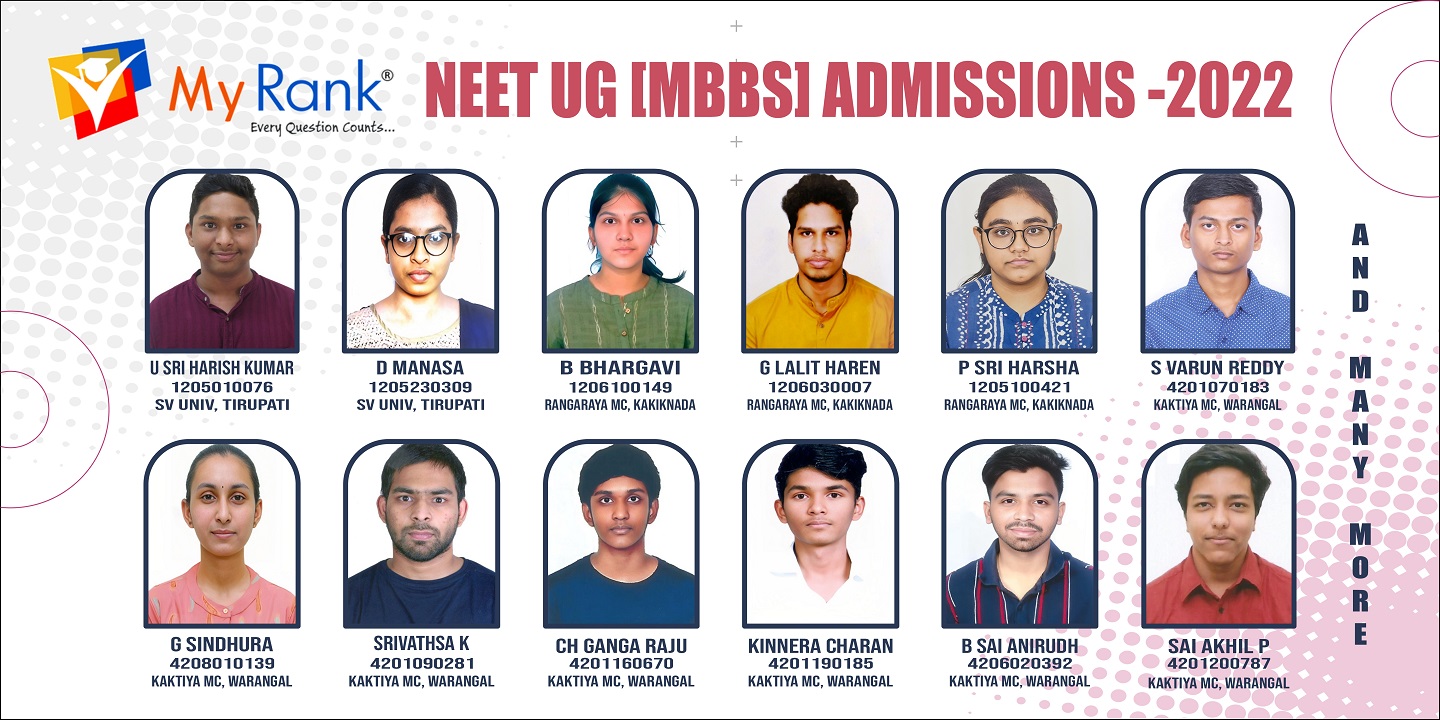 My Rank®
Every Question Counts...
NEET UG [MBBS] ADMISSIONS -2022
U SRI HARISH KUMAR
1205010076
SV UNIV, TIRUPATI
D MANASA
1205230309
SV UNIV, TIRUPATI
B BHARGAVI
1206100149
RANGARAYA MC, KAKIKNADA
G LALIT HAREN
1206030007
RANGARAYA MC, KAKIKNADA
P SRI HARSHA
1205100421
RANGARAYA MC, KAKIKNADA
S VARUN REDDY
4201070183
KAKTIYA MC, WARANGAL
G SINDHURA
4208010139
KAKTIYA MC, WARANGAL
SRIVATHSA K
4201090281
KAKTIYA MC, WARANGAL
CH GANGA RAJU
4201160670
KAKTIYA MC, WARANGAL
KINNERA CHARAN
4201190185
KAKTIYA MC, WARANGAL
B SAI ANIRUDH
4206020392
KAKTIYA MC, WARANGAL
SAI AKHIL P
4201200787
KAKTIYA MC, WARANGAL
AND MANY MORE